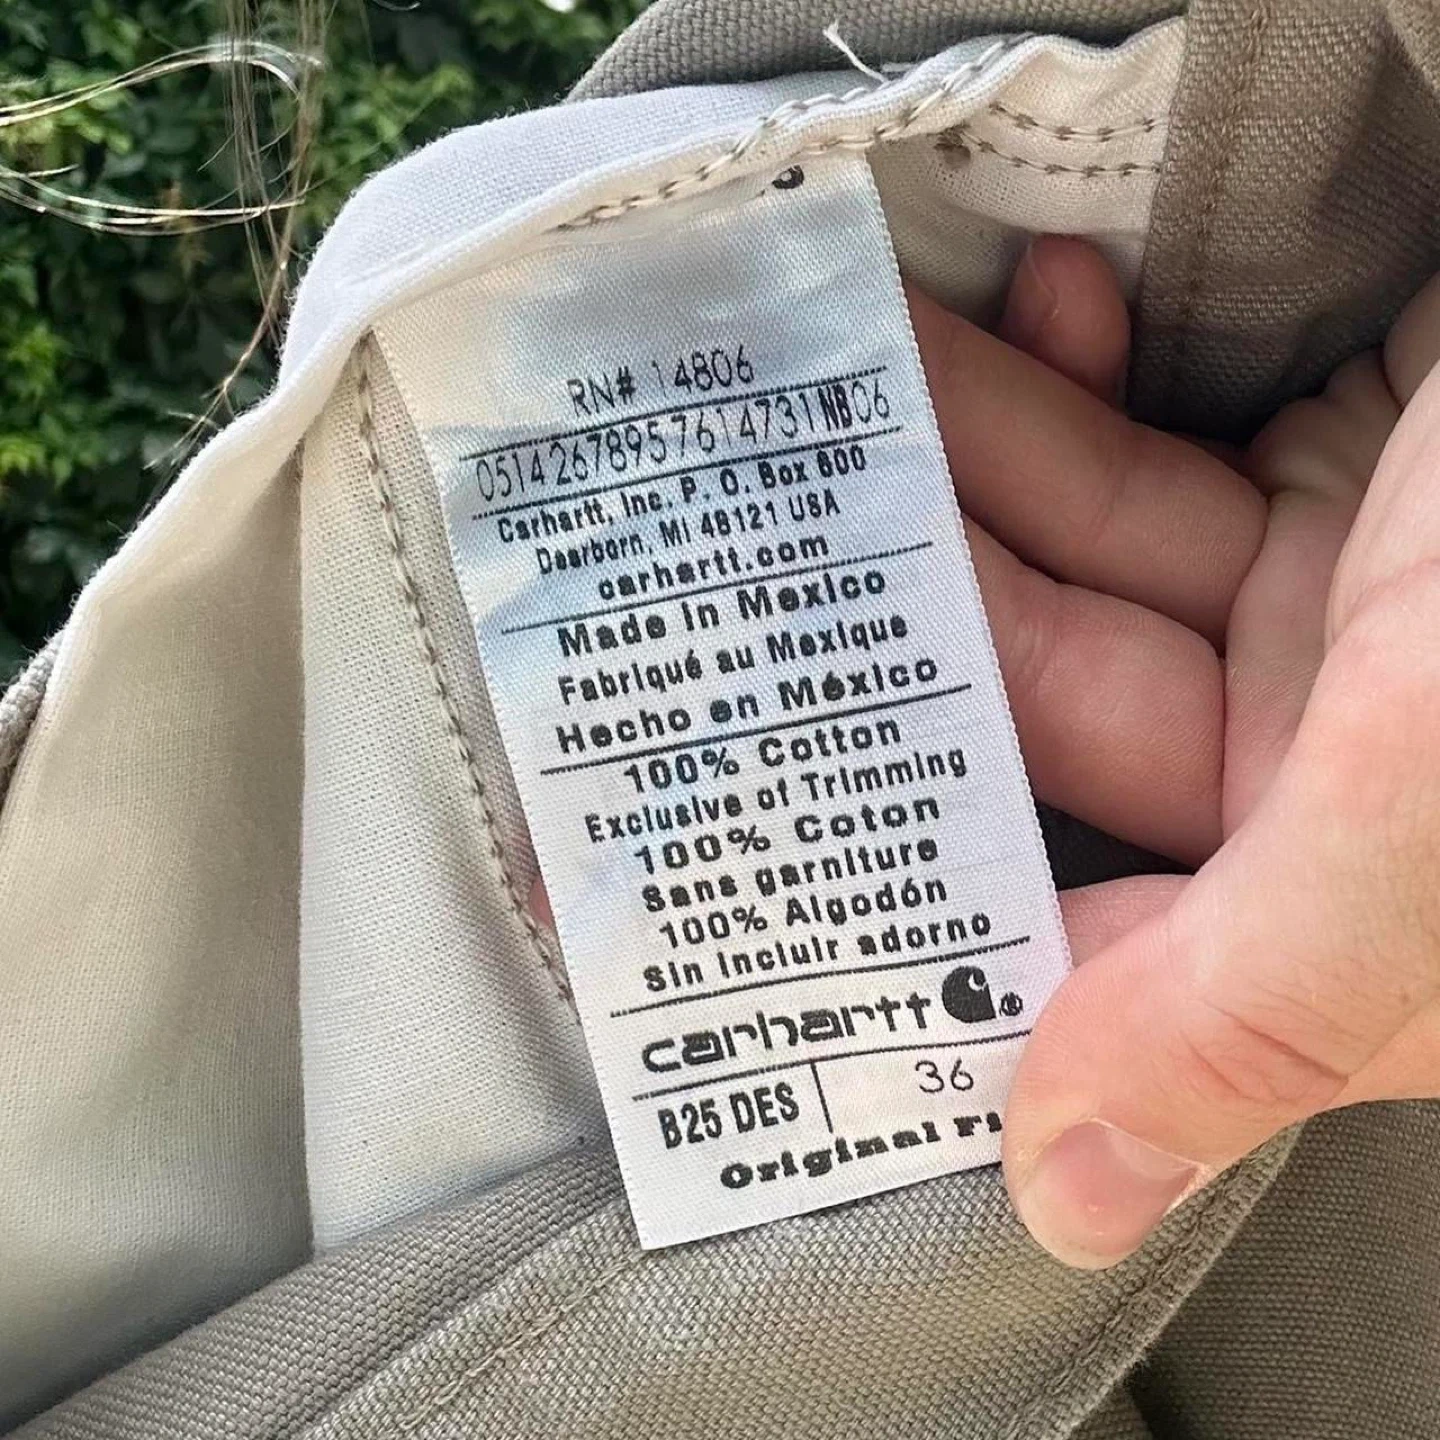 RN# 14806
05142678957614731NB06
Carhartt, Inc. P. O. Box 600
Dearborn, MI 48121 USA
carhartt.com
Made in Mexico
Fabriqué au Mexique
Hecho en México
100% Cotton
Exclusive of Trimming
100% Coton
Sans garniture
100% Algodón
Sin incluir adorno
carhartt ®
B25 DES 36
Original